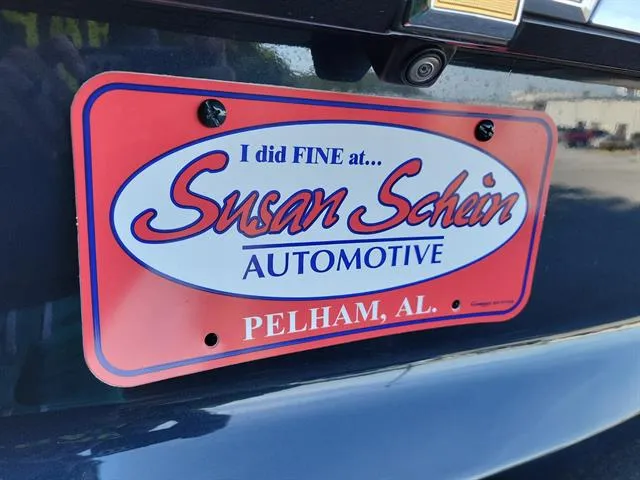 I did FINE at...
Susan Schein
AUTOMOTIVE
PELHAM, AL.